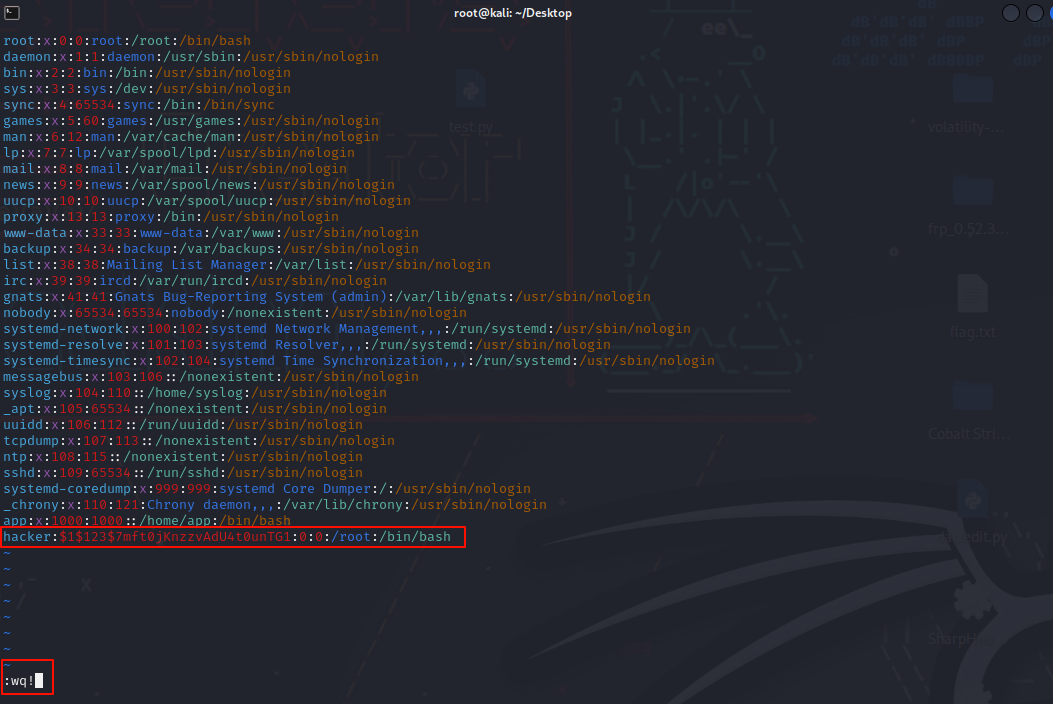 root@kali: ~/Desktop
root:x:0:0:root:/root:/bin/bash
daemon:x:1:1:daemon:/usr/sbin:/usr/sbin/nologin
bin:x:2:2:bin:/bin:/usr/sbin/nologin
sys:x:3:3:sys:/dev:/usr/sbin/nologin
sync:x:4:65534:sync:/bin:/bin/sync
games:x:5:60:games:/usr/games:/usr/sbin/nologin
man:x:6:12:man:/var/cache/man:/usr/sbin/nologin
lp:x:7:7:lp:/var/spool/lpd:/usr/sbin/nologin
mail:x:8:8:mail:/var/mail:/usr/sbin/nologin
news:x:9:9:news:/var/spool/news:/usr/sbin/nologin
uucp:x:10:10:uucp:/var/spool/uucp:/usr/sbin/nologin
proxy:x:13:13:proxy:/bin:/usr/sbin/nologin
www-data:x:33:33:www-data:/var/www:/usr/sbin/nologin
backup:x:34:34:backup:/var/backups:/usr/sbin/nologin
list:x:38:38:Mailing List Manager:/var/list:/usr/sbin/nologin
irc:x:39:39:ircd:/var/run/ircd:/usr/sbin/nologin
gnats:x:41:41:Gnats Bug-Reporting System (admin):/var/lib/gnats:/usr/sbin/nologin
nobody:x:65534:65534:nobody:/nonexistent:/usr/sbin/nologin
systemd-network:x:100:102:systemd Network Management,,,:/run/systemd:/usr/sbin/nologin
systemd-resolve:x:101:103:systemd Resolver,,,:/run/systemd:/usr/sbin/nologin
systemd-timesync:x:102:104:systemd Time Synchronization,,,:/run/systemd:/usr/sbin/nologin
messagebus:x:103:106::/nonexistent:/usr/sbin/nologin
syslog:x:104:110::/home/syslog:/usr/sbin/nologin
_apt:x:105:65534::/nonexistent:/usr/sbin/nologin
uuidd:x:106:112::/run/uuidd:/usr/sbin/nologin
tcpdump:x:107:113::/nonexistent:/usr/sbin/nologin
ntp:x:108:115::/nonexistent:/usr/sbin/nologin
sshd:x:109:65534::/run/sshd:/usr/sbin/nologin
systemd-coredump:x:999:999:systemd Core Dumper:/:/usr/sbin/nologin
_chrony:x:110:121:Chrony daemon,,,:/var/lib/chrony:/usr/sbin/nologin
app:x:1000:1000::/home/app:/bin/bash
hacker:$1$123$7mft0jKnzzvAdU4t0unTG1:0:0:/root:/bin/bash
~
~
~
~
~
~
~
~
:wq!
test.py
volatility-...
frp_0.52.3...
flag.txt
Cobalt Stri...